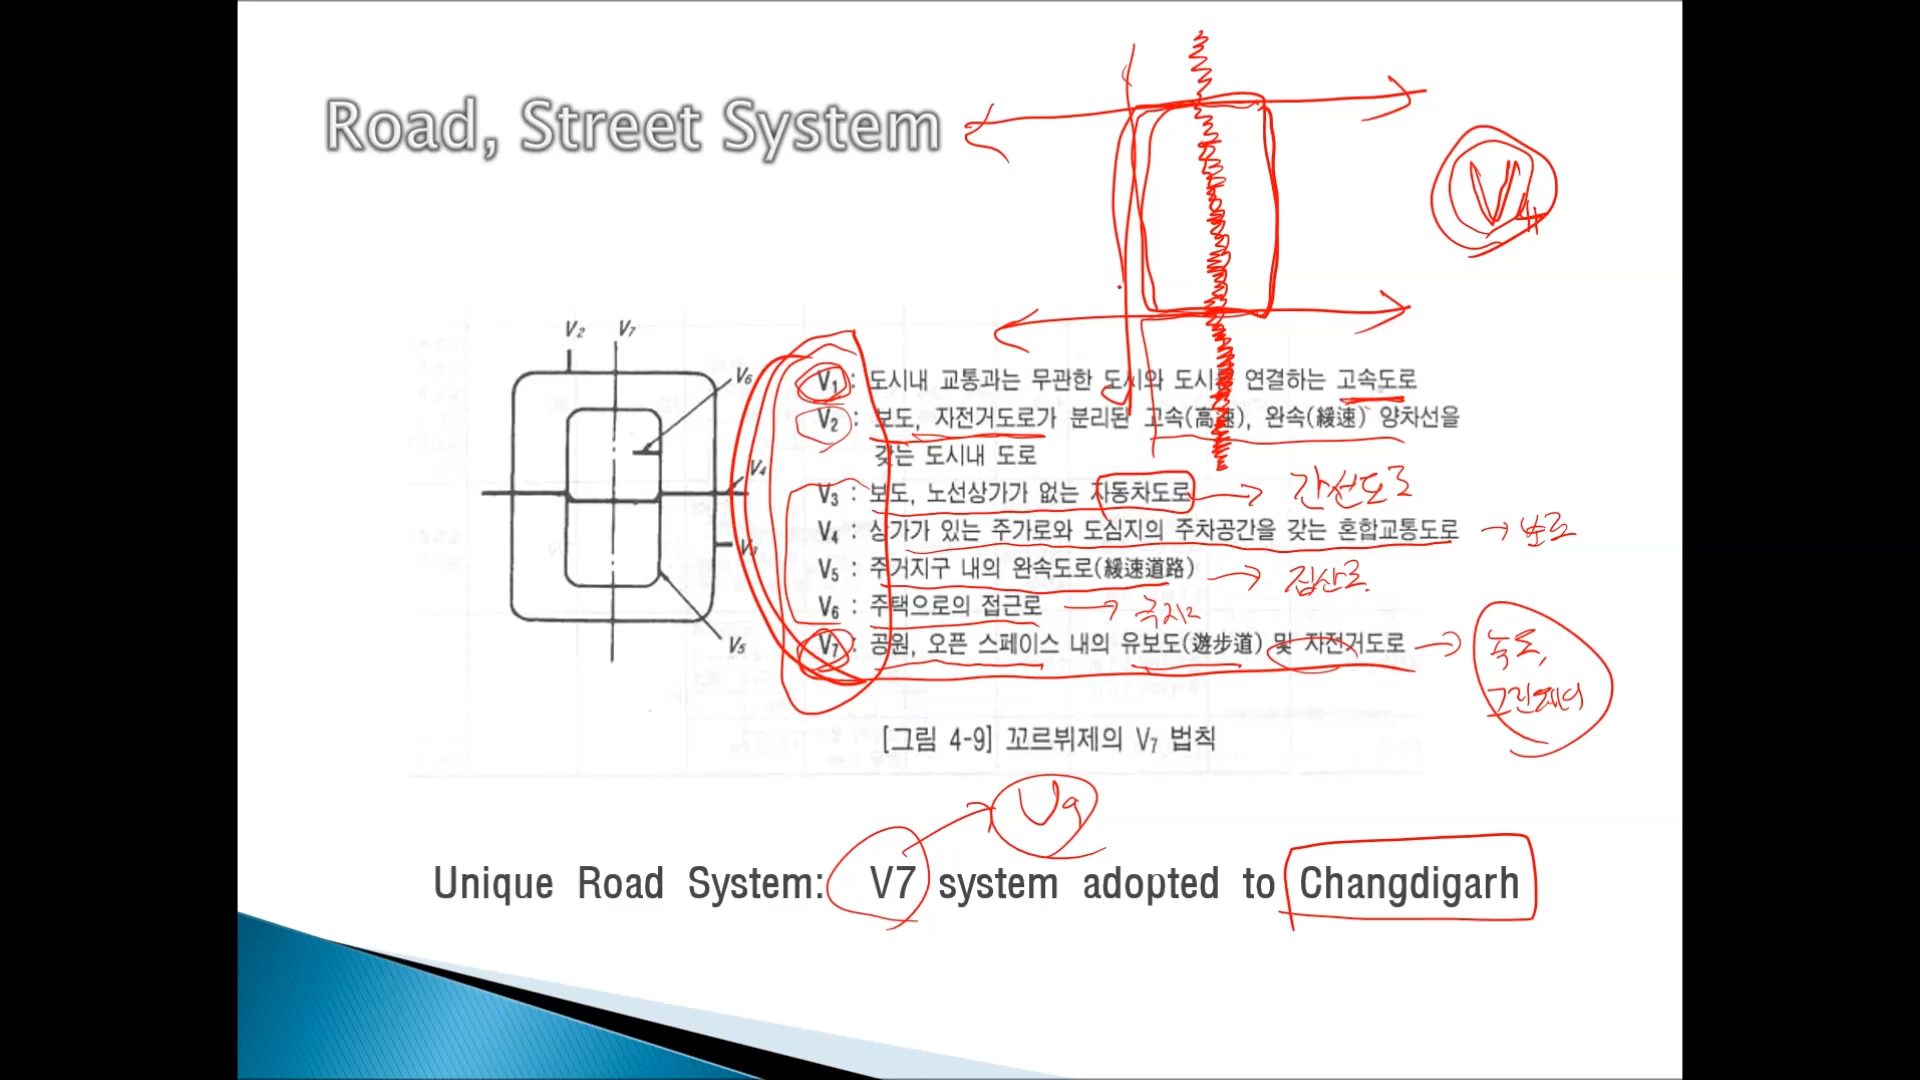 Road, Street System
V4
V2 V7
V6
V4
V3
V5
V1 : 도시내 교통과는 무관한 도시와 도시를 연결하는 고속도로
V2 : 보도, 자전거도로가 분리된 고속(高速), 완속(緩速) 양차선을
갖는 도시내 도로
V3 : 보도, 노선상가가 없는 자동차도로 → 간선도로
V4 : 상가가 있는 주가로와 도심지의 주차공간을 갖는 혼합교통도로 → 보로
V5 : 주거지구 내의 완속도로(緩速道路) → 집산로
V6 : 주택으로의 접근로 →
V7 : 공원, 오픈 스페이스 내의 유보도(遊步道) 및 자전거도로 → 녹도,
[그림 4-9] 꼬르뷔제의 V7 법칙
V9
Unique Road System: V7 system adopted to Changdigarh